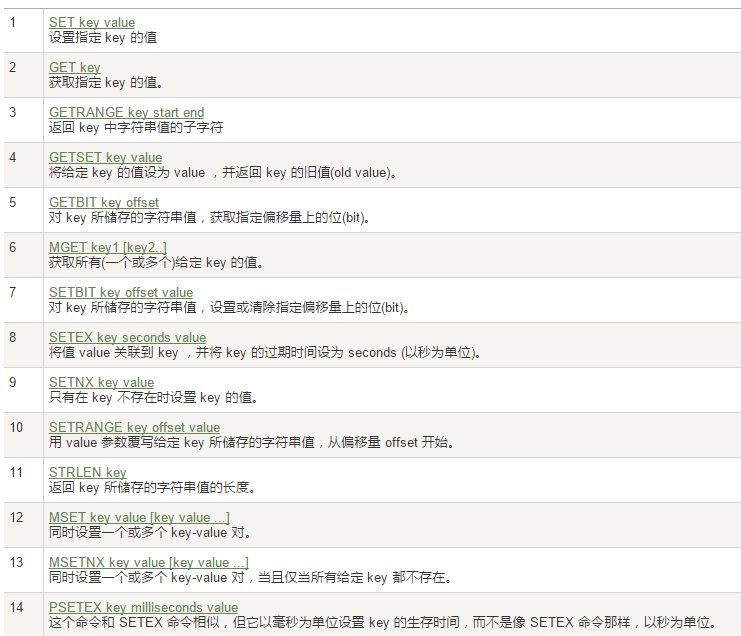 1
SET key value
设置指定 key 的值
2
GET key
获取指定 key 的值。
3
GETRANGE key start end
返回 key 中字符串值的子字符
4
GETSET key value
将给定 key 的值设为 value ，并返回 key 的旧值(old value)。
5
GETBIT key offset
对 key 所储存的字符串值，获取指定偏移量上的位(bit)。
6
MGET key1 [key2..]
获取所有(一个或多个)给定 key 的值。
7
SETBIT key offset value
对 key 所储存的字符串值，设置或清除指定偏移量上的位(bit)。
8
SETEX key seconds value
将值 value 关联到 key ，并将 key 的过期时间设为 seconds (以秒为单位)。
9
SETNX key value
只有在 key 不存在时设置 key 的值。
10
SETRANGE key offset value
用 value 参数覆写给定 key 所储存的字符串值，从偏移量 offset 开始。
11
STRLEN key
返回 key 所储存的字符串值的长度。
12
MSET key value [key value ...]
同时设置一个或多个 key-value 对。
13
MSETNX key value [key value ...]
同时设置一个或多个 key-value 对，当且仅当所有给定 key 都不存在。
14
PSETEX key milliseconds value
这个命令和 SETEX 命令相似，但它以毫秒为单位设置 key 的生存时间，而不是像 SETEX 命令那样，以秒为单位。